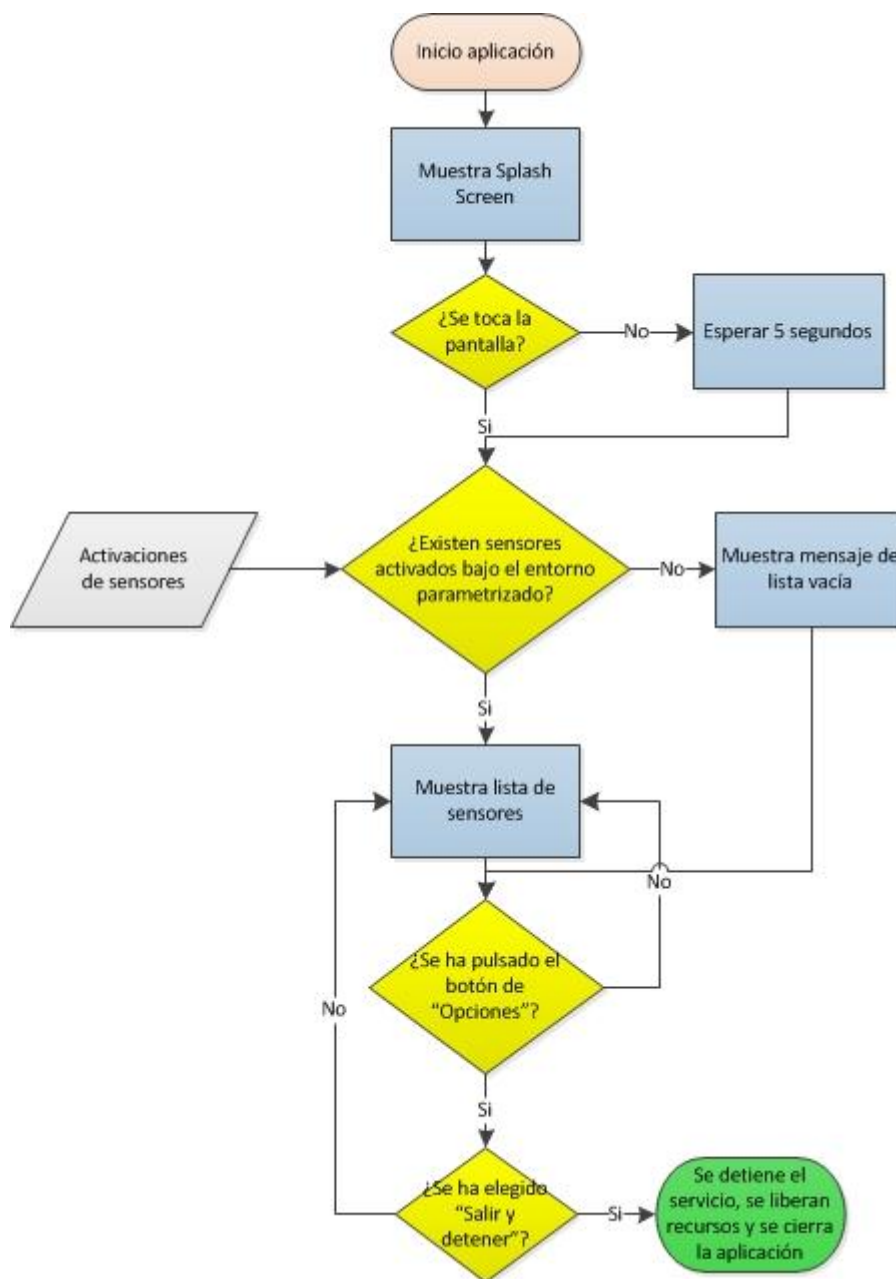 Inicio aplicación
Muestra Splash
Screen
¿Se toca la
pantalla?
No
Esperar 5 segundos
Si
Activaciones
de sensores
¿Existen sensores
activados bajo el entorno
parametrizado?
No
Muestra mensaje de
lista vacía
Si
Muestra lista de
sensores
No
¿Se ha pulsado el
botón de
“Opciones”?
No
Si
¿Se ha elegido
“Salir y
detener”?
Si
Se detiene el
servicio, se liberan
recursos y se cierra
la aplicación